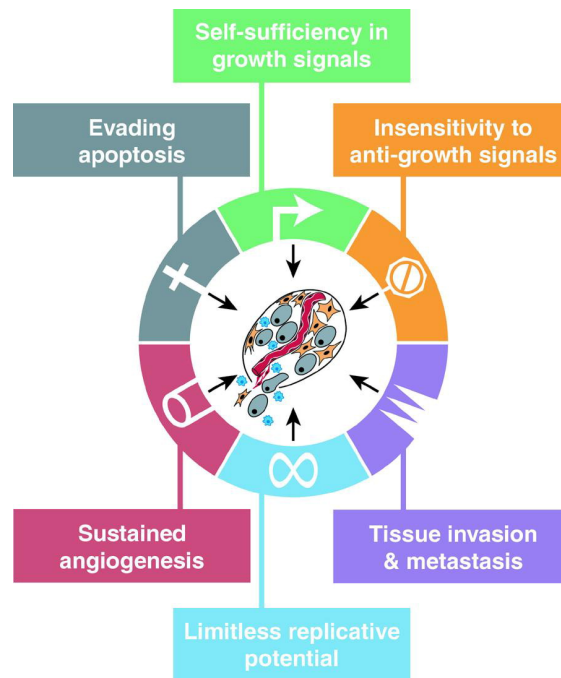 Self-sufficiency in
growth signals
Evading
apoptosis
Insensitivity to
anti-growth signals
Sustained
angiogenesis
Tissue invasion
& metastasis
Limitless replicative
potential